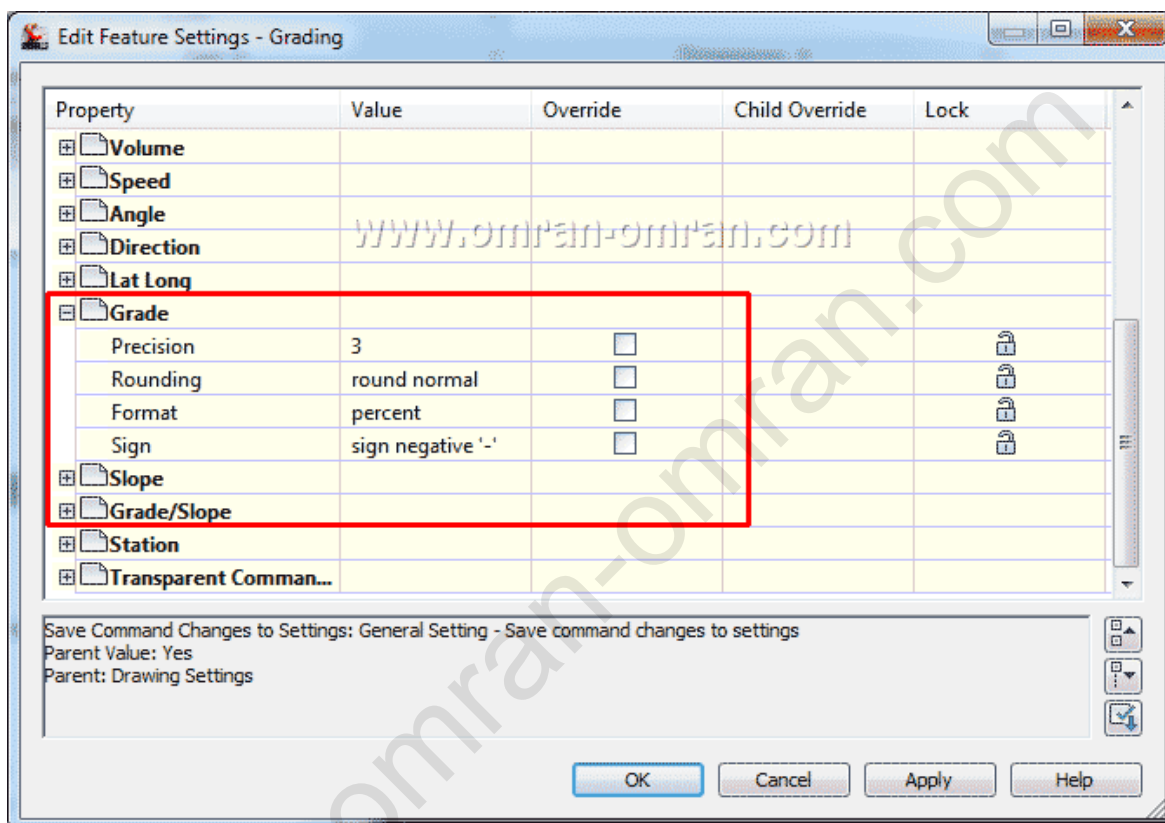 Edit Feature Settings - Grading
Property Value Override Child Override Lock
Volume
Speed
Angle
www.omran-omran.com
Direction
Lat Long
Grade
Precision 3
Rounding round normal
Format percent
Sign sign negative '-'
Slope
Grade/Slope
Station
Transparent Comman...
Save Command Changes to Settings: General Setting - Save command changes to settings
Parent Value: Yes
Parent: Drawing Settings
OK Cancel Apply Help
omran-omran.com